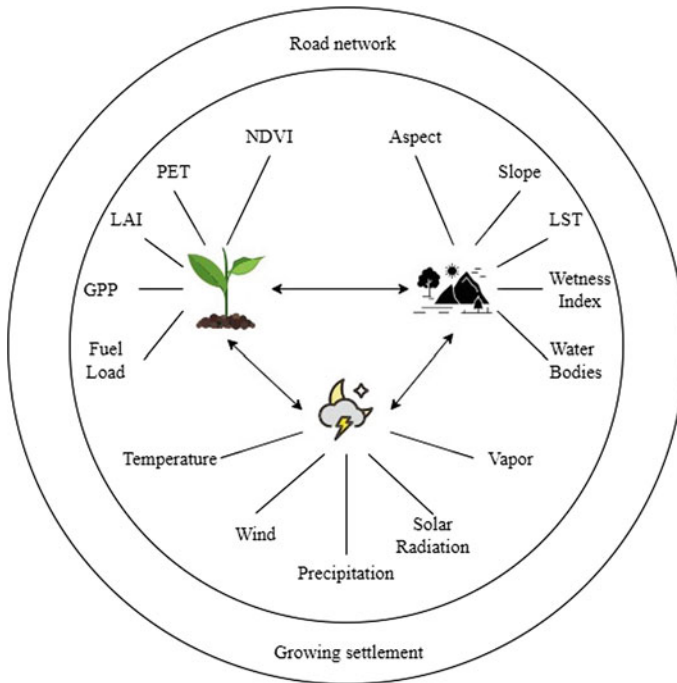 Road network
NDVI
Aspect
PET
Slope
LAI
LST
GPP
Wetness
Index
Fuel
Load
Water
Bodies
Temperature
Vapor
Wind
Solar
Radiation
Precipitation
Growing settlement